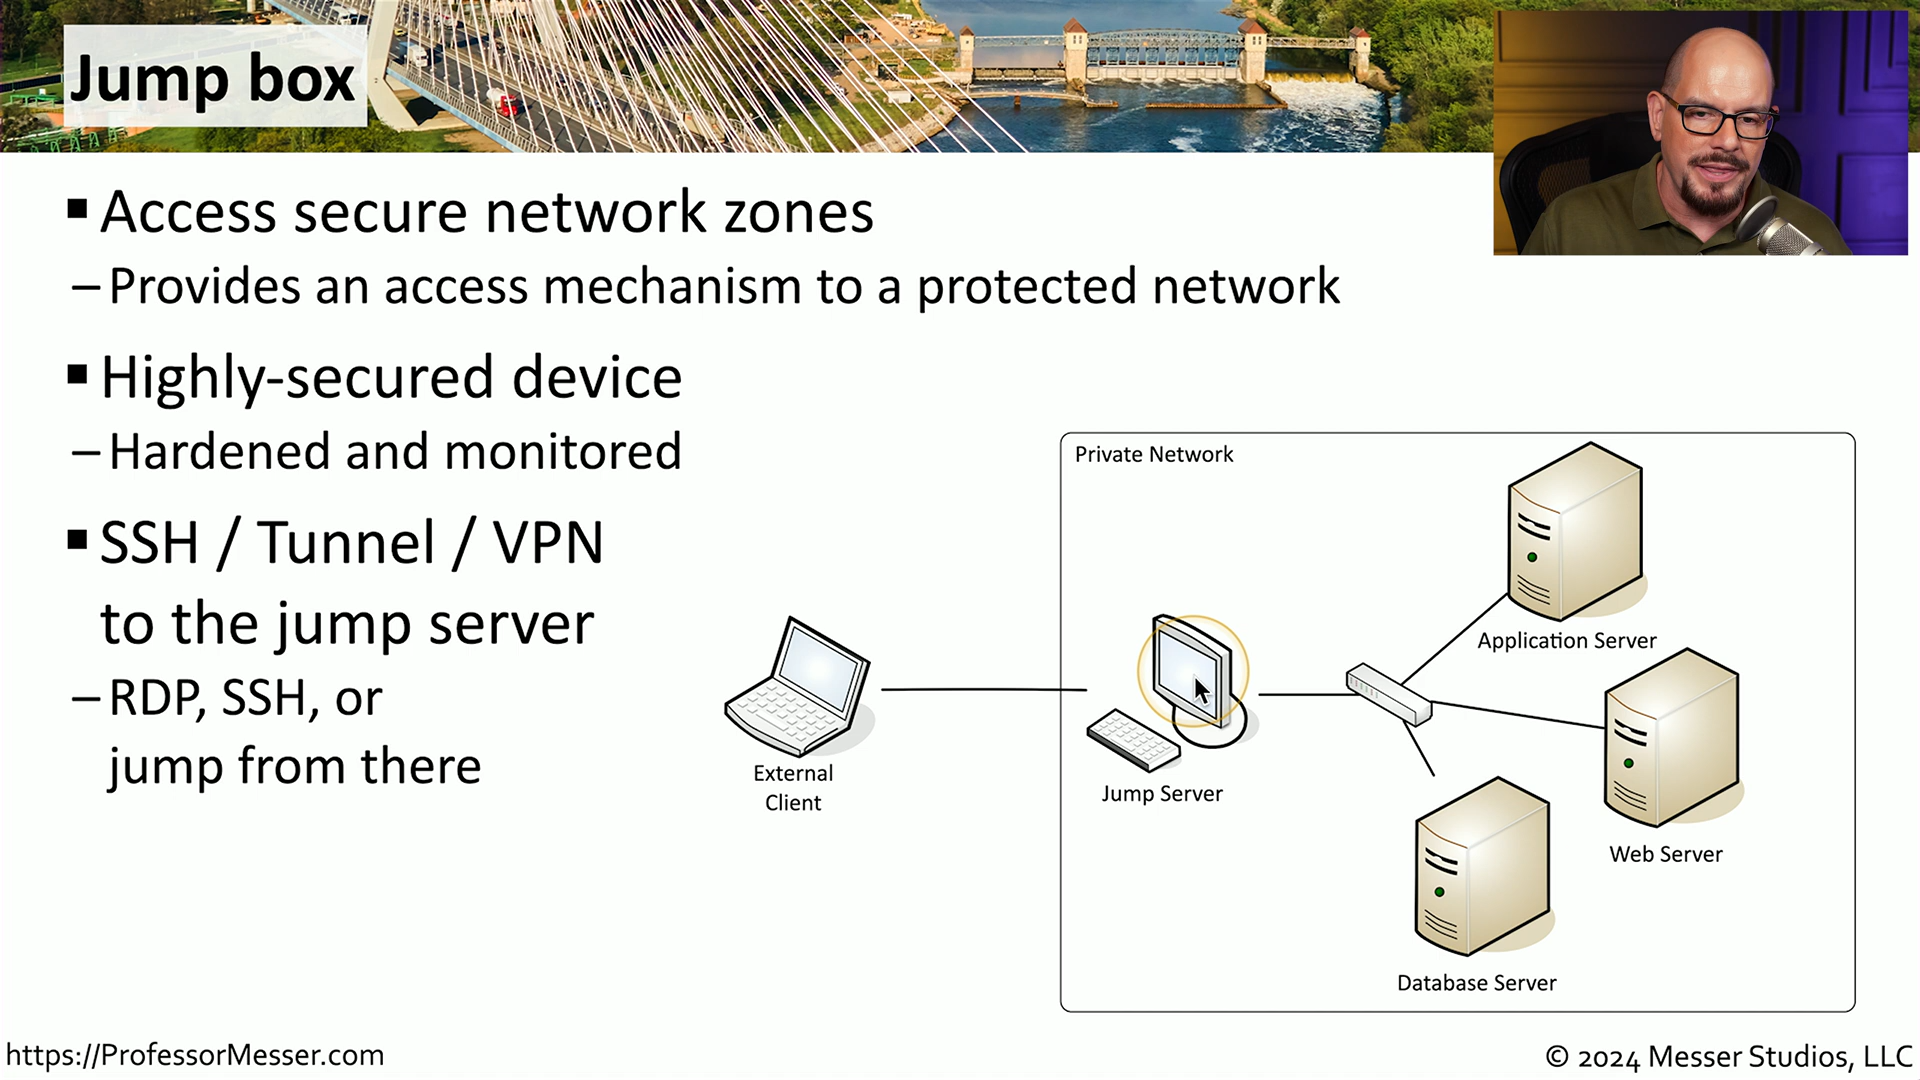 Jump box
▪ Access secure network zones
– Provides an access mechanism to a protected network
▪ Highly-secured device
– Hardened and monitored
▪ SSH / Tunnel / VPN
to the jump server
– RDP, SSH, or
jump from there
Private Network
Application Server
External
Client
Jump Server
Web Server
Database Server
https://ProfessorMesser.com
© 2024 Messer Studios, LLC